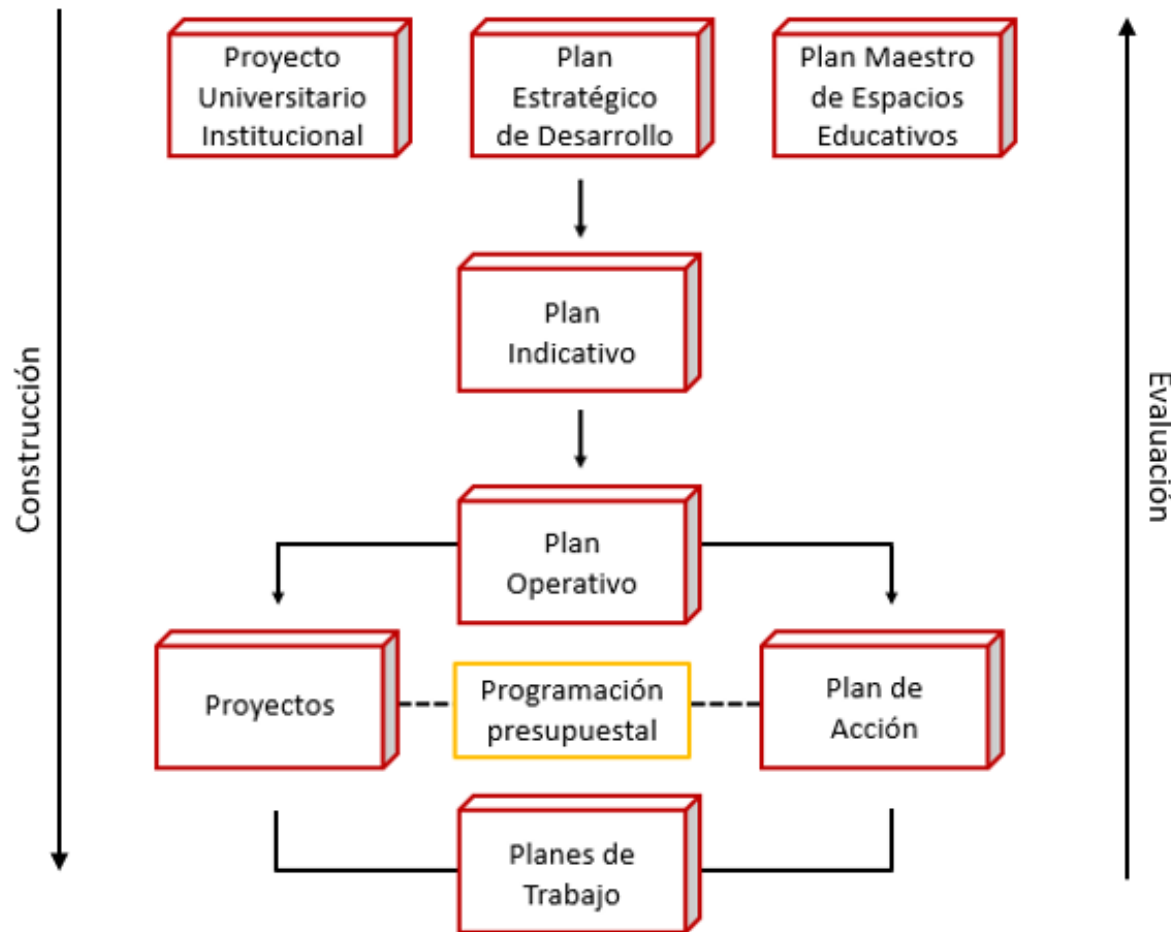 Proyecto
Universitario
Institucional
Plan
Estratégico
de Desarrollo
Plan Maestro
de Espacios
Educativos
Plan
Indicativo
Construcción
Evaluación
Plan
Operativo
Proyectos
Programación
presupuestal
Plan de
Acción
Planes de
Trabajo